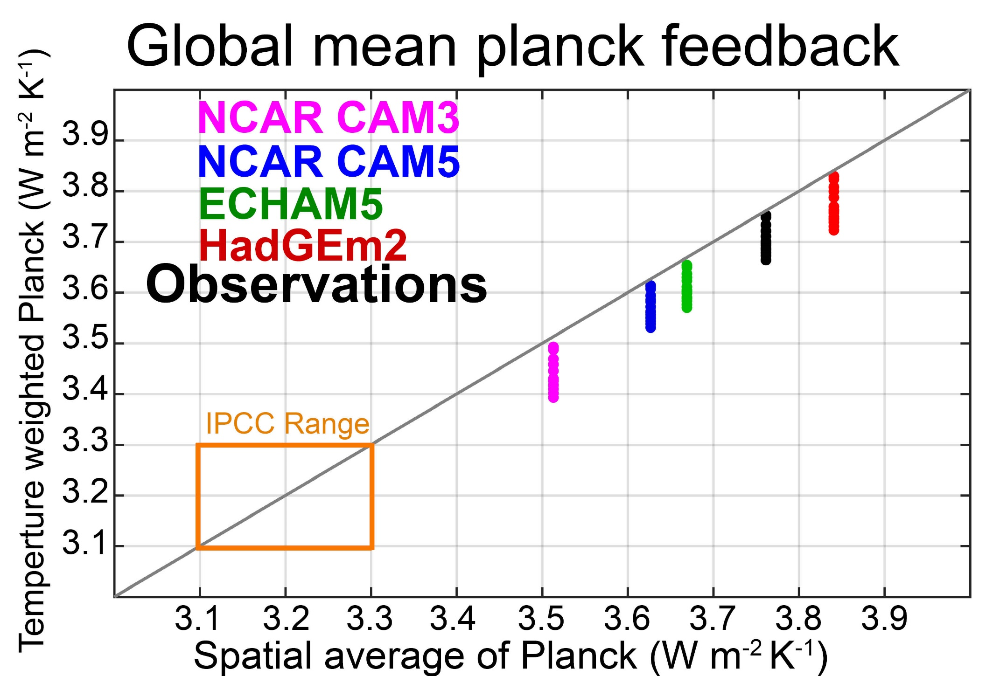 Global mean planck feedback
Temperture weighted Planck (W m-2 K-1)
NCAR CAM3
NCAR CAM5
ECHAM5
HadGEm2
Observations
IPCC Range
3.9
3.8
3.7
3.6
3.5
3.4
3.3
3.2
3.1
3.1 3.2 3.3 3.4 3.5 3.6 3.7 3.8 3.9
Spatial average of Planck (W m-2 K-1)